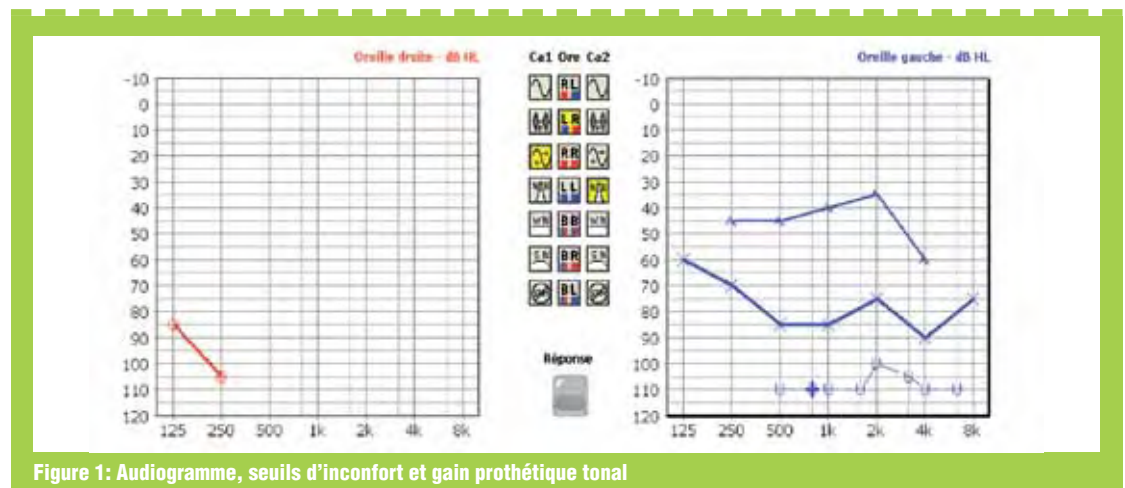 Oreille droite - dB HL
Ca1 Ore Ca2
Oreille gauche - dB HL
-10
0
10
20
30
40
50
60
70
80
90
100
110
120
125 250 500 1k 2k 4k 8k
RL
LR
RR
LL
BB
BR
BL
Réponse
-10
0
10
20
30
40
50
60
70
80
90
100
110
120
125 250 500 1k 2k 4k 8k
Figure 1: Audiogramme, seuils d'inconfort et gain prothétique tonal